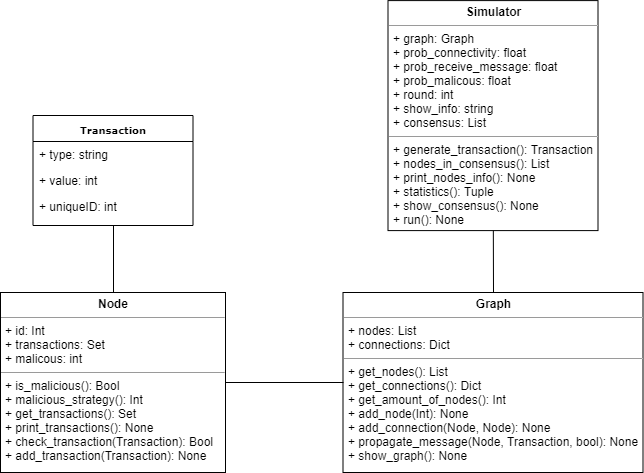 Simulator
+ graph: Graph
+ prob_connectivity: float
+ prob_receive_message: float
+ prob_malicous: float
+ round: int
+ show_info: string
+ consensus: List
+ generate_transaction(): Transaction
+ nodes_in_consensus(): List
+ print_nodes_info(): None
+ statistics(): Tuple
+ show_consensus(): None
+ run(): None
Transaction
+ type: string
+ value: int
+ uniqueID: int
Node
+ id: Int
+ transactions: Set
+ malicous: int
+ is_malicious(): Bool
+ malicious_strategy(): Int
+ get_transactions(): Set
+ print_transactions(): None
+ check_transaction(Transaction): Bool
+ add_transaction(Transaction): None
Graph
+ nodes: List
+ connections: Dict
+ get_nodes(): List
+ get_connections(): Dict
+ get_amount_of_nodes(): Int
+ add_node(Int): None
+ add_connection(Node, Node): None
+ propagate_message(Node, Transaction, bool): None
+ show_graph(): None